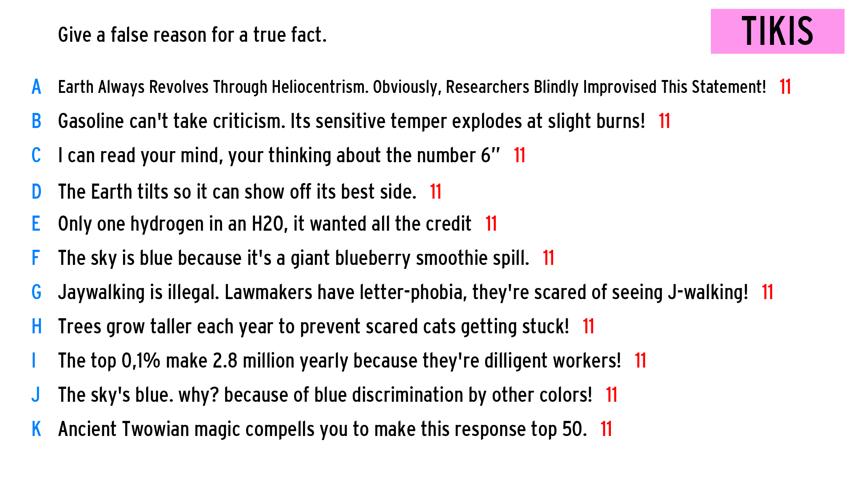 Give a false reason for a true fact.
TIKIS
A Earth Always Revolves Through Heliocentrism. Obviously, Researchers Blindly Improvised This Statement! 11
B Gasoline can't take criticism. Its sensitive temper explodes at slight burns! 11
C I can read your mind, your thinking about the number 6” 11
D The Earth tilts so it can show off its best side. 11
E Only one hydrogen in an H20, it wanted all the credit 11
F The sky is blue because it's a giant blueberry smoothie spill. 11
G Jaywalking is illegal. Lawmakers have letter-phobia, they're scared of seeing J-walking! 11
H Trees grow taller each year to prevent scared cats getting stuck! 11
I The top 0,1% make 2.8 million yearly because they're dilligent workers! 11
J The sky's blue. why? because of blue discrimination by other colors! 11
K Ancient Twowian magic compells you to make this response top 50. 11